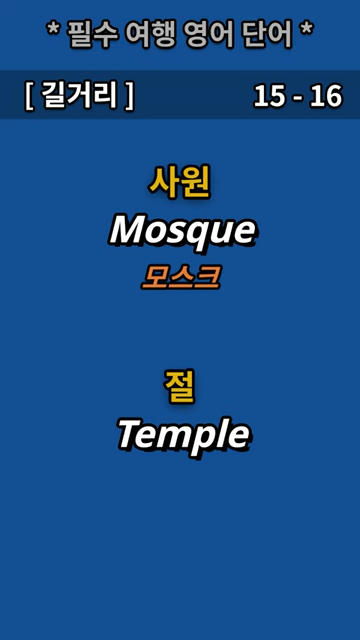 * 필수 여행 영어 단어 *
[ 길거리 ] 15 - 16
사원
Mosque
모스크
절
Temple